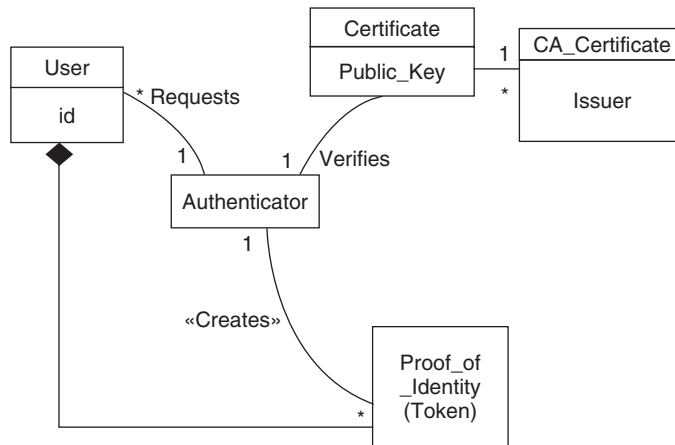 Certificate
Public_Key
1
*
CA_Certificate
Issuer
User
id
* Requests
1
1
Verifies
Authenticator
1
«Creates»
Proof_of
_Identity
(Token)
*